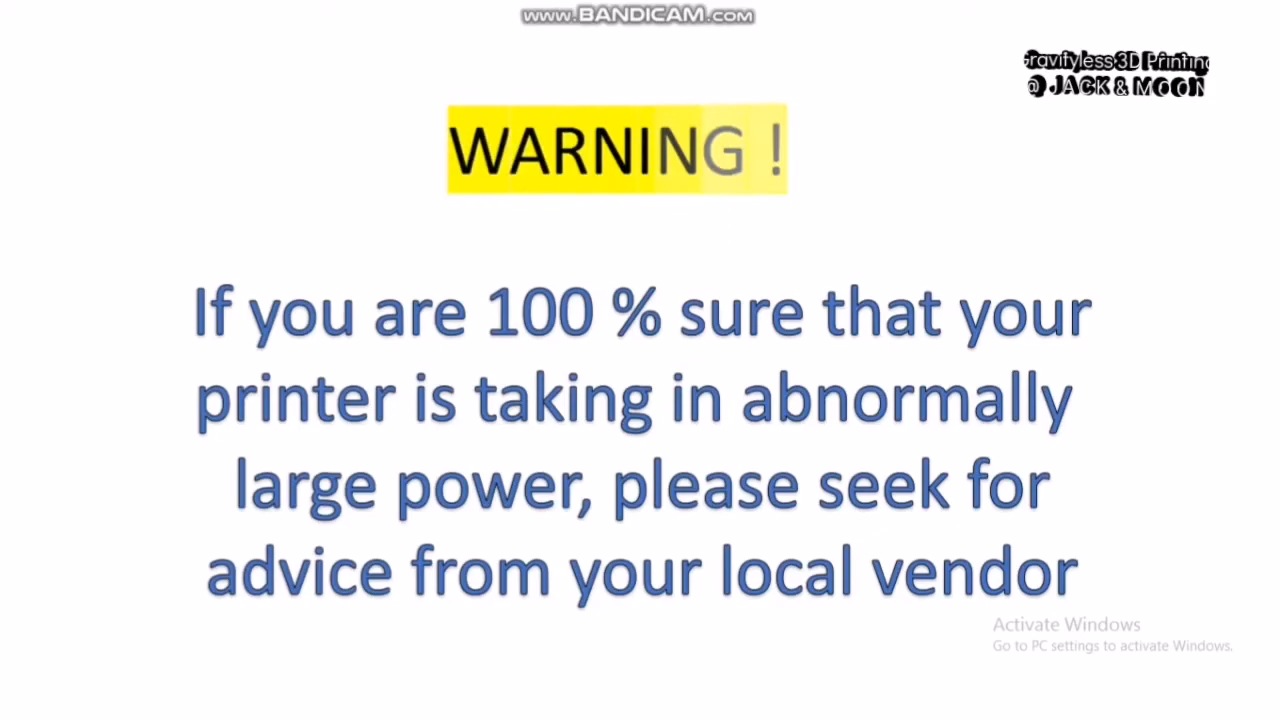 www.BANDICAM.com
Gravityless 3D Printing
@ JACK & MOON
WARNING !
If you are 100 % sure that your
printer is taking in abnormally
large power, please seek for
advice from your local vendor
Activate Windows
Go to PC settings to activate Windows.